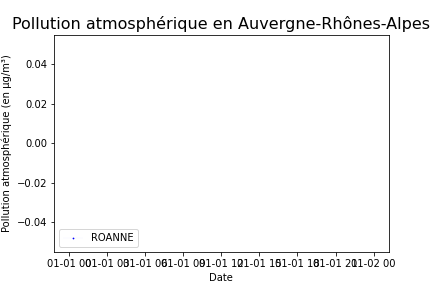 Pollution atmosphérique en Auvergne-Rhônes-Alpes
Pollution atmosphérique (en µg/m³)
0.04
0.02
0.00
−0.02
−0.04
ROANNE
01-01 00 01-01 03 01-01 06 01-01 09 01-01 12 01-01 15 01-01 18 01-01 21 01-02 00
Date